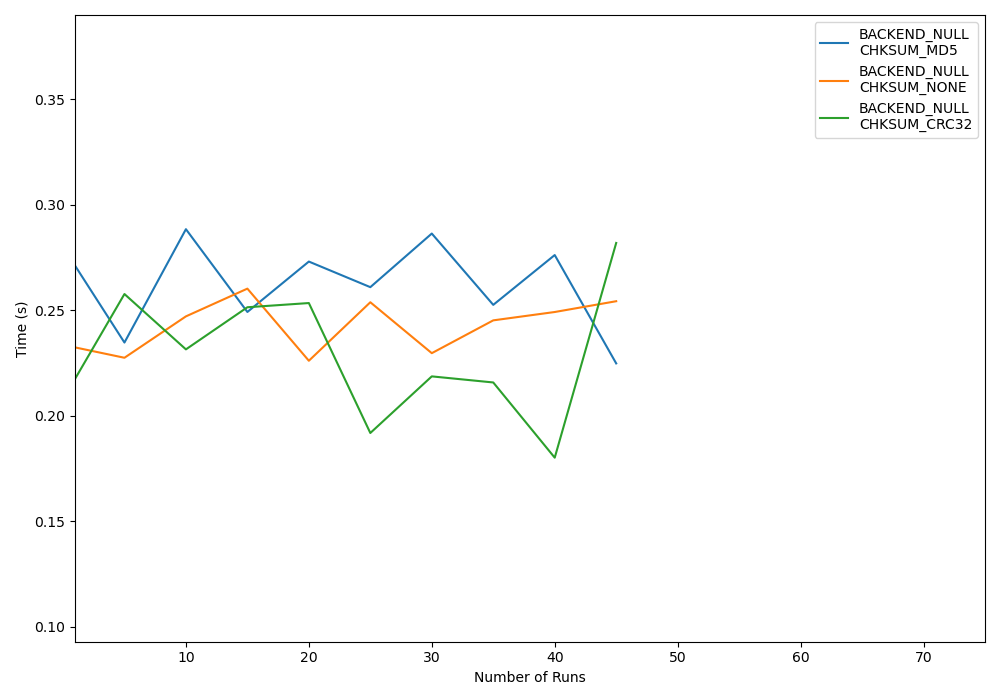 BACKEND_NULL
CHKSUM_MD5
BACKEND_NULL
CHKSUM_NONE
BACKEND_NULL
CHKSUM_CRC32
Time (s)
0.35
0.30
0.25
0.20
0.15
0.10
10 20 30 40 50 60 70
Number of Runs